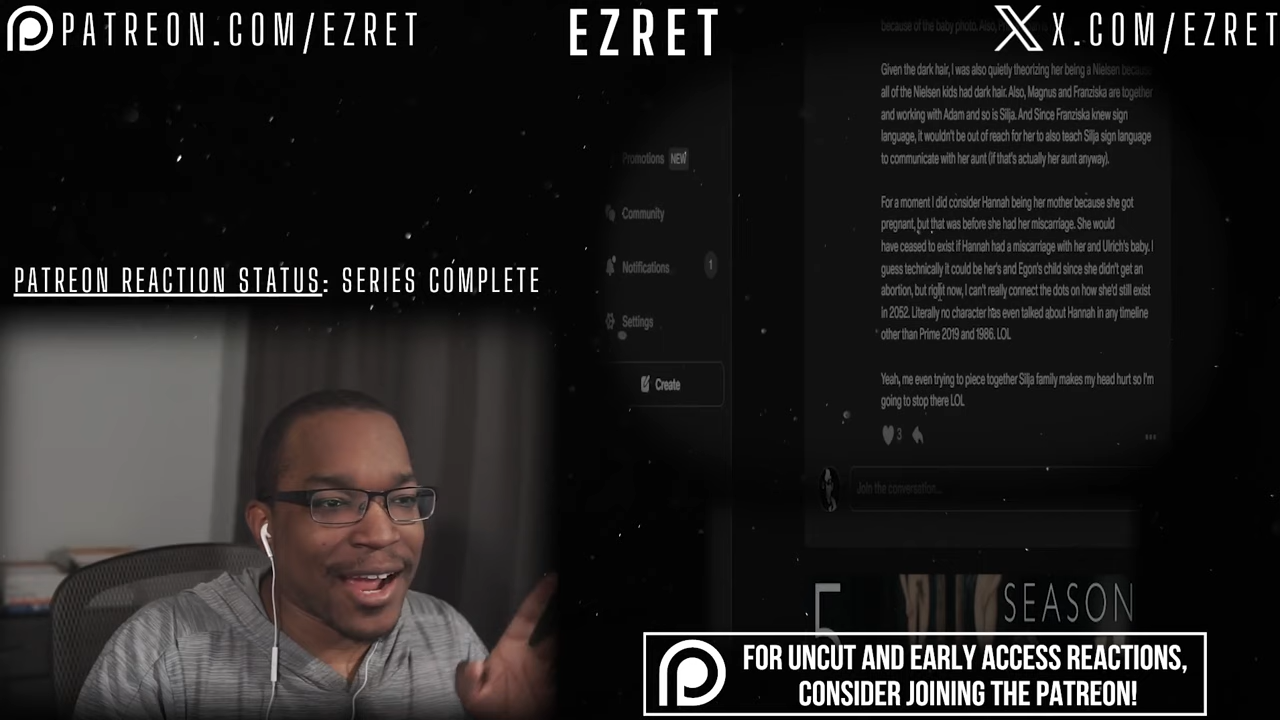 PATREON.COM/EZRET
EZRET
X.COM/EZRET
because of the baby photo. Also,
Given the dark hair, I was also quietly theorizing her being a Nielsen because
all of the Nielsen kids had dark hair. Also, Magnus and Franziska are together
and working with Adam and so is Silja. And Since Franziska knew sign
language, it wouldn't be out of reach for her to also teach Silja sign language
to communicate with her aunt (if that's actually her aunt anyway).
For a moment I did consider Hannah being her mother because she got
pregnant, but that was before she had her miscarriage. She would
have ceased to exist if Hannah had a miscarriage with her and Ulrich's baby. I
guess technically it could be her's and Egon's child since she didn't get an
abortion, but right now, I can't really connect the dots on how she'd still exist
in 2052. Literally no character has even talked about Hannah in any timeline
other than Prime 2019 and 1986. LOL
Yeah, me even trying to piece together Silja family makes my head hurt so I'm
going to stop there LOL
3
Join the conversation...
Promotions NEW
Community
Notifications 1
Settings
Create
PATREON REACTION STATUS: SERIES COMPLETE
5 SEASON
FOR UNCUT AND EARLY ACCESS REACTIONS,
CONSIDER JOINING THE PATREON!